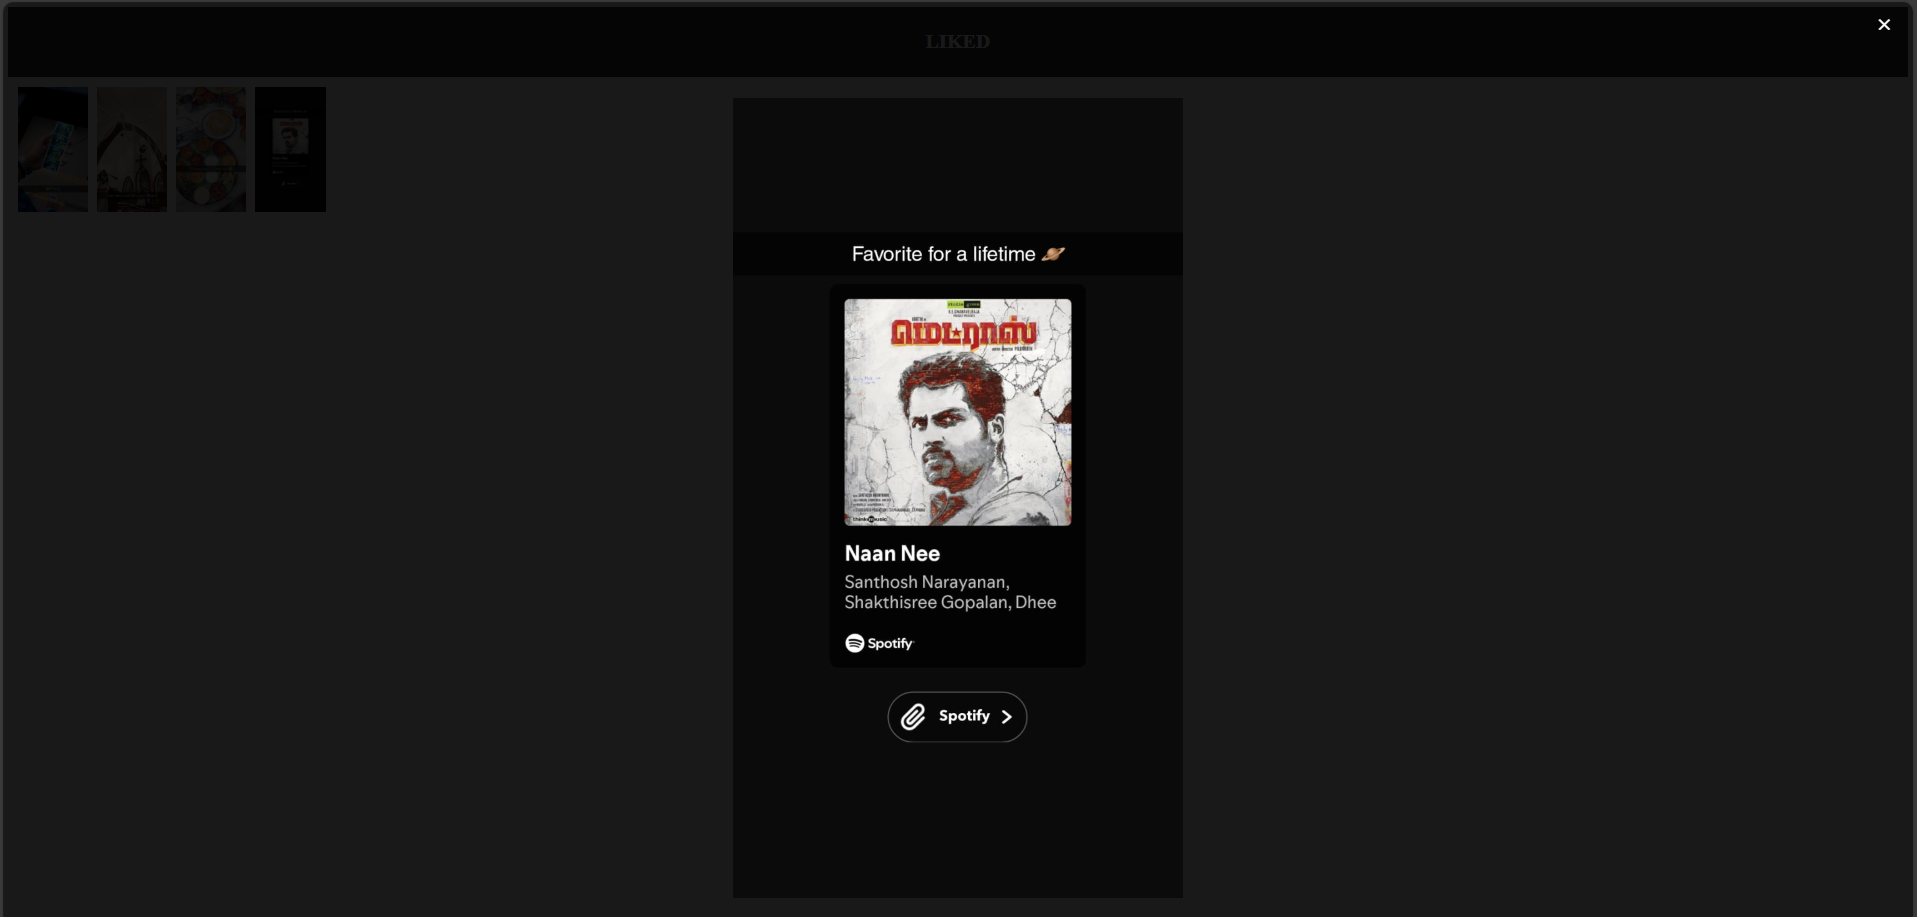 LIKED
Favorite for a lifetime 🪐
மெட்ராஸ்
Naan Nee
Santhosh Narayanan,
Shakthisree Gopalan, Dhee
Spotify
Spotify